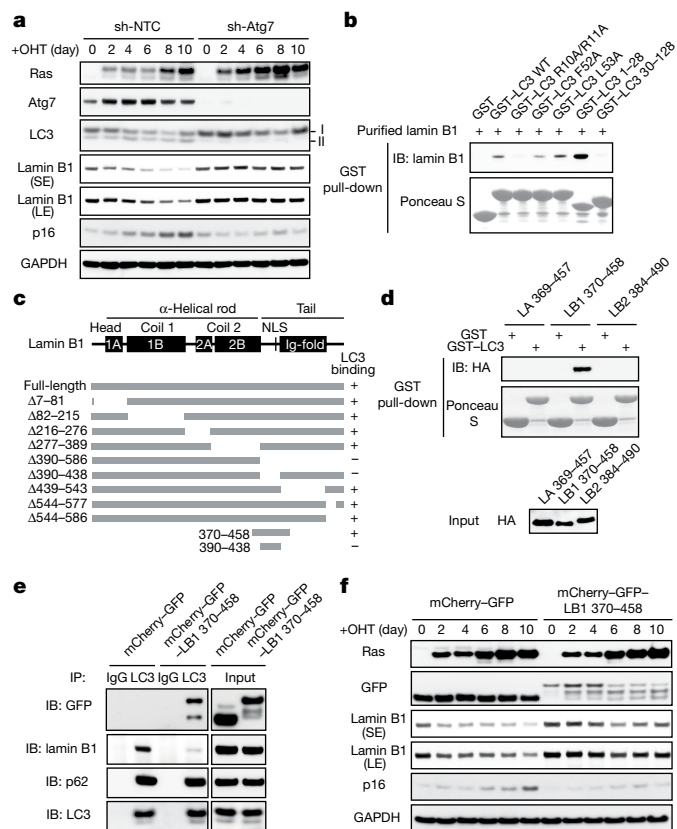 a
sh-NTC sh-Atg7
+OHT (day) 0 2 4 6 8 10 0 2 4 6 8 10
Ras
Atg7
LC3
I
II
Lamin B1
(SE)
Lamin B1
(LE)
p16
GAPDH
b
GST
GST–LC3 WT
GST–LC3 R10A/R11A
GST–LC3 F52A
GST–LC3 L53A
GST–LC3 1–28
GST–LC3 30–128
Purified lamin B1 + + + + + + +
GST
pull-down
IB: lamin B1
Ponceau S
c
α-Helical rod Tail
Head Coil 1 Coil 2 NLS
Lamin B1 1A 1B 2A 2B Ig-fold
LC3
binding
Full-length +
Δ7–81 +
Δ82–215 +
Δ216–276 +
Δ277–389 +
Δ390–586 –
Δ390–438 –
Δ439–543 +
Δ544–577 +
Δ544–586 +
370–458 +
390–438 –
d
LA 369–457
LB1 370–458
LB2 384–490
GST + + +
GST–LC3 + + +
GST
pull-down
IB: HA
Ponceau
S
LA 369–457
LB1 370–458
LB2 384–490
Input HA
e
mCherry–GFP
mCherry–GFP
–LB1 370–458
mCherry–GFP
mCherry–GFP
–LB1 370–458
IP: IgG LC3 IgG LC3 Input
IB: GFP
IB: lamin B1
IB: p62
IB: LC3
f
mCherry–GFP mCherry–GFP–
LB1 370–458
+OHT (day) 0 2 4 6 8 10 0 2 4 6 8 10
Ras
GFP
Lamin B1
(SE)
Lamin B1
(LE)
p16
GAPDH